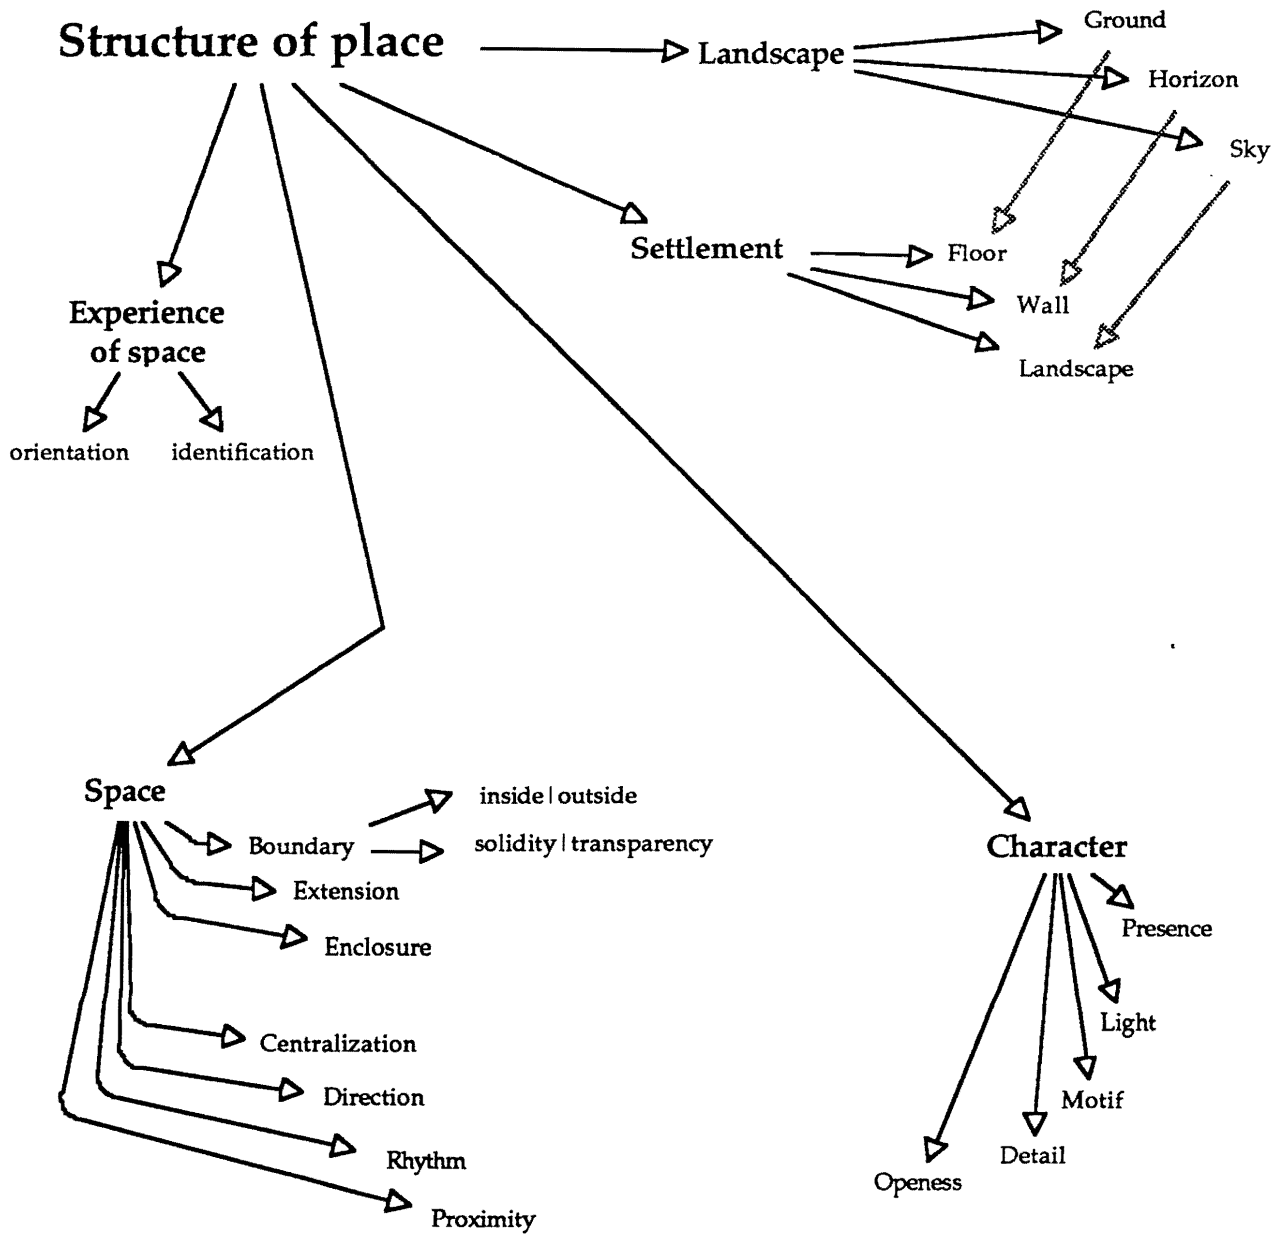 Structure of place
Landscape
Ground
Horizon
Sky
Settlement
Floor
Wall
Landscape
Experience
of space
orientation
identification
Space
Boundary
inside | outside
solidity | transparency
Extension
Enclosure
Centralization
Direction
Rhythm
Proximity
Character
Presence
Light
Motif
Detail
Openess